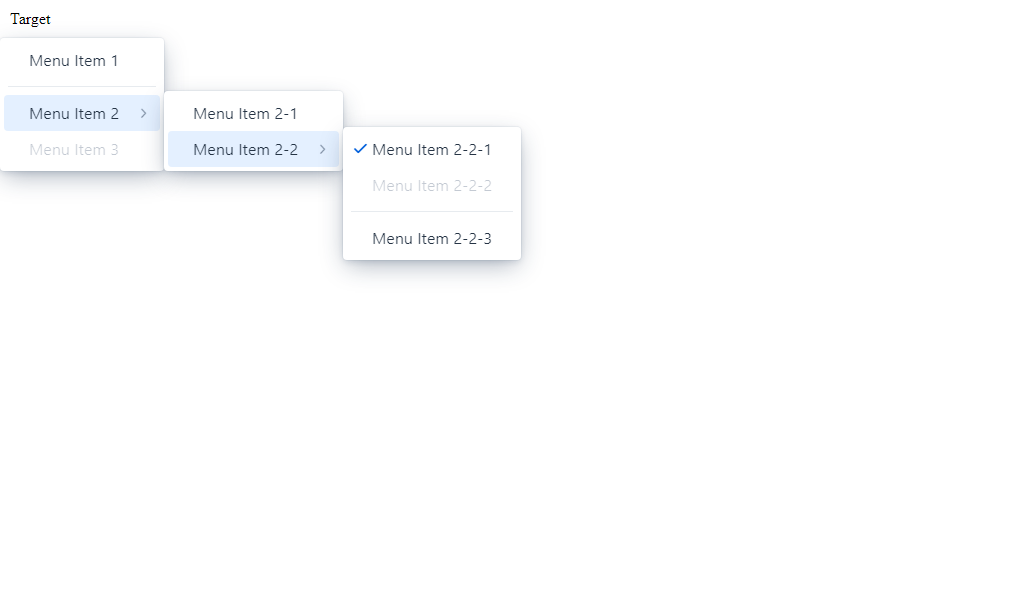 Target
Menu Item 1
Menu Item 2
Menu Item 3
Menu Item 2-1
Menu Item 2-2
Menu Item 2-2-1
Menu Item 2-2-2
Menu Item 2-2-3